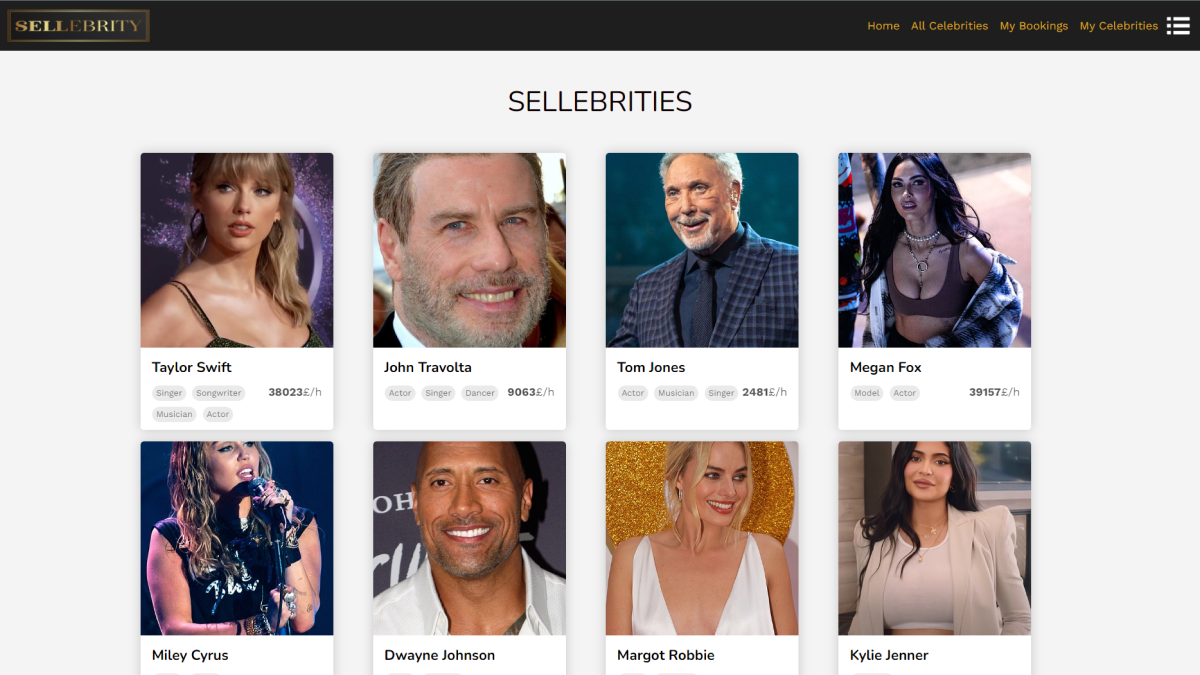 SELLEBRITY
Home All Celebrities My Bookings My Celebrities
SELLEBRITIES
Taylor Swift
Singer Songwriter 38023£/h
Musician Actor
John Travolta
Actor Singer Dancer 9063£/h
Tom Jones
Actor Musician Singer 2481£/h
Megan Fox
Model Actor 39157£/h
OH
Miley Cyrus
Dwayne Johnson
Margot Robbie
Kylie Jenner